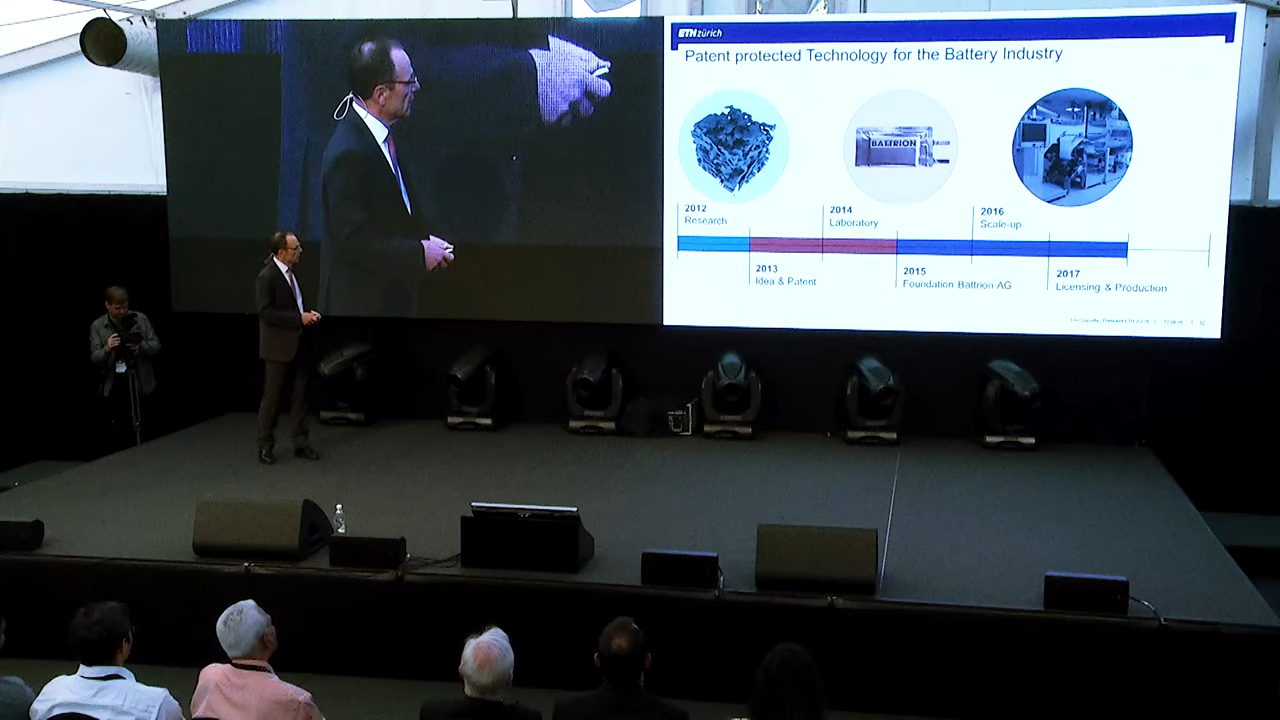 ETH zürich
Patent protected Technology for the Battery Industry
BATTRION
2012
Research
2014
Laboratory
2016
Scale-up
2013
Idea & Patent
2015
Foundation Battrion AG
2017
Licensing & Production